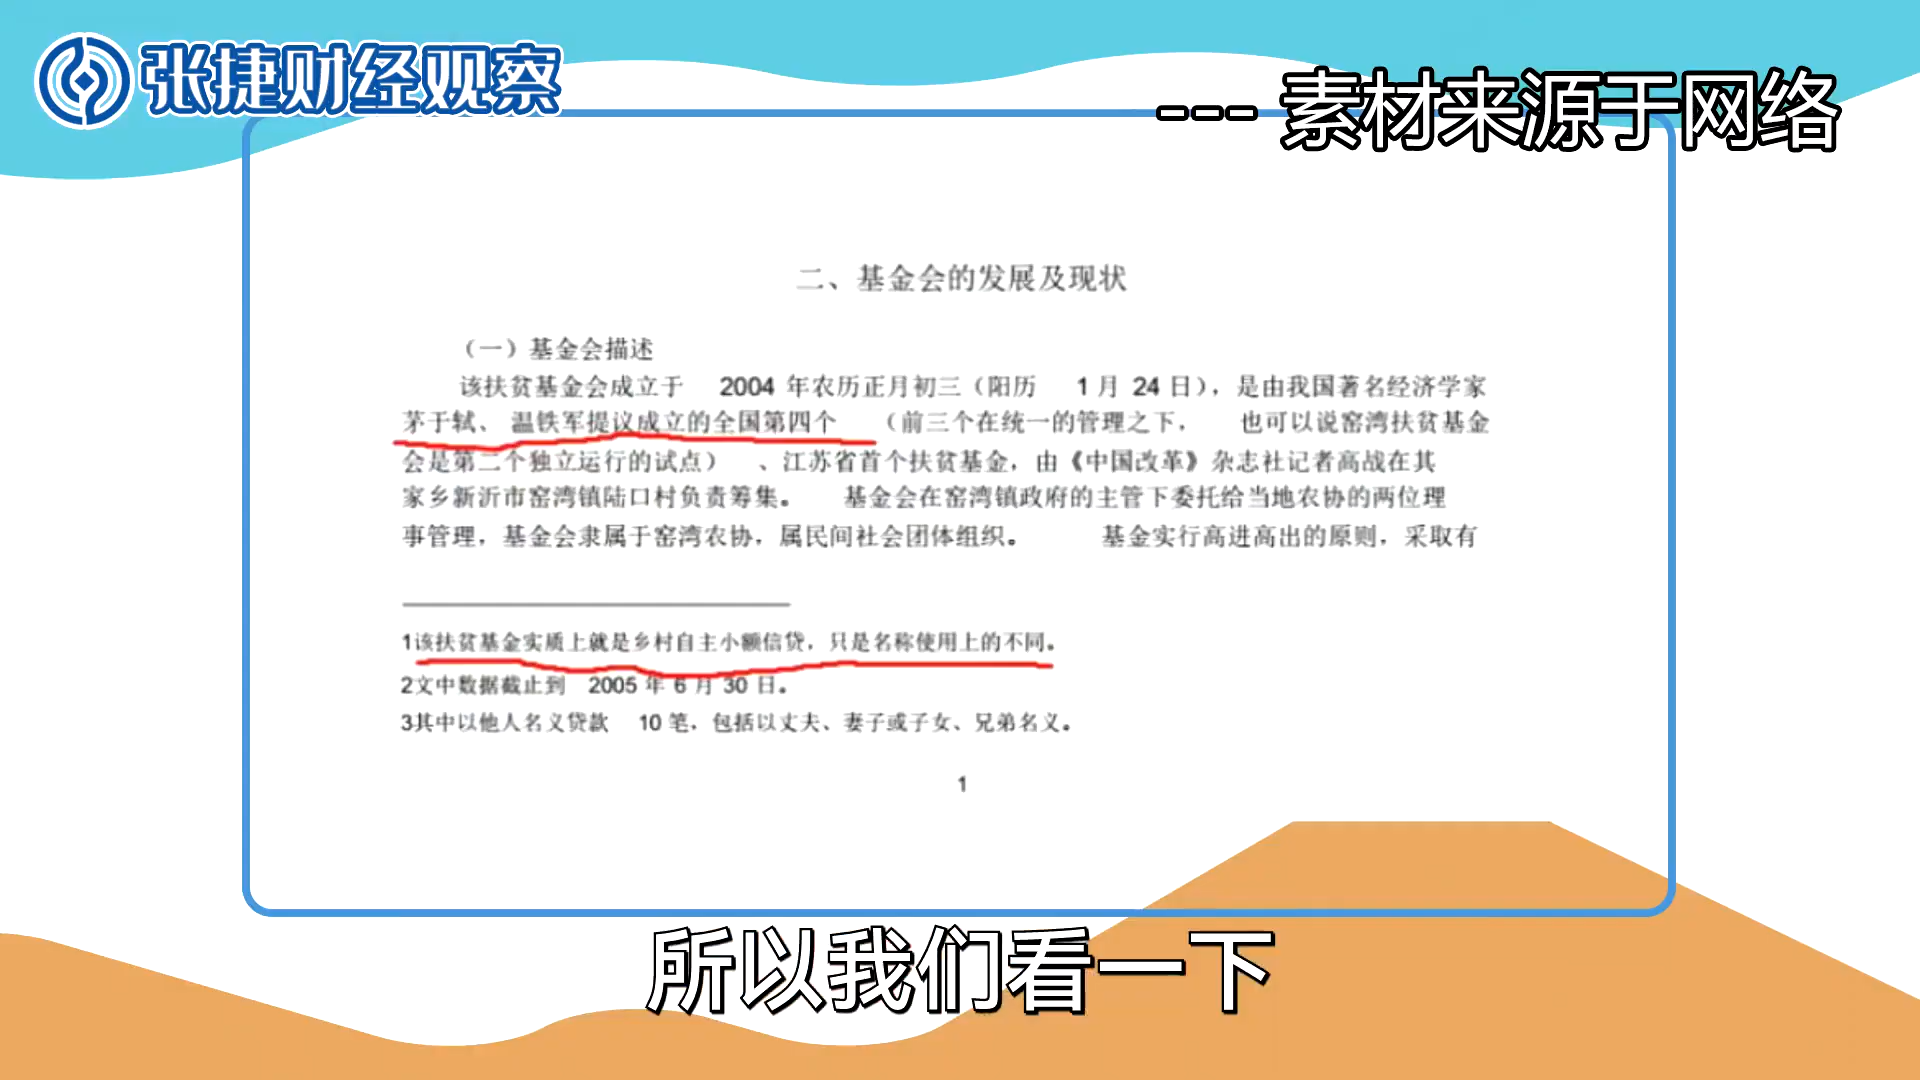 张捷财经观察
--- 素材来源于网络
二、基金会的发展及现状
（一）基金会描述
该扶贫基金会成立于 2004 年农历正月初三（阳历 1 月 24 日），是由我国著名经济学家
茅于轼、 温铁军提议成立的全国第四个 （前三个在统一的管理之下， 也可以说窑湾扶贫基金
会是第二个独立运行的试点） 、江苏省首个扶贫基金，由《中国改革》杂志社记者高战在其
家乡新沂市窑湾镇陆口村负责筹集。 基金会在窑湾镇政府的主管下委托给当地农协的两位理
事管理，基金会隶属于窑湾农协，属民间社会团体组织。 基金实行高进高出的原则，采取有
1该扶贫基金实质上就是乡村自主小额信贷，只是名称使用上的不同。
2文中数据截止到 2005 年 6 月 30 日。
3其中以他人名义贷款 10 笔，包括以丈夫、妻子或子女、兄弟名义。
1
所以我们看一下